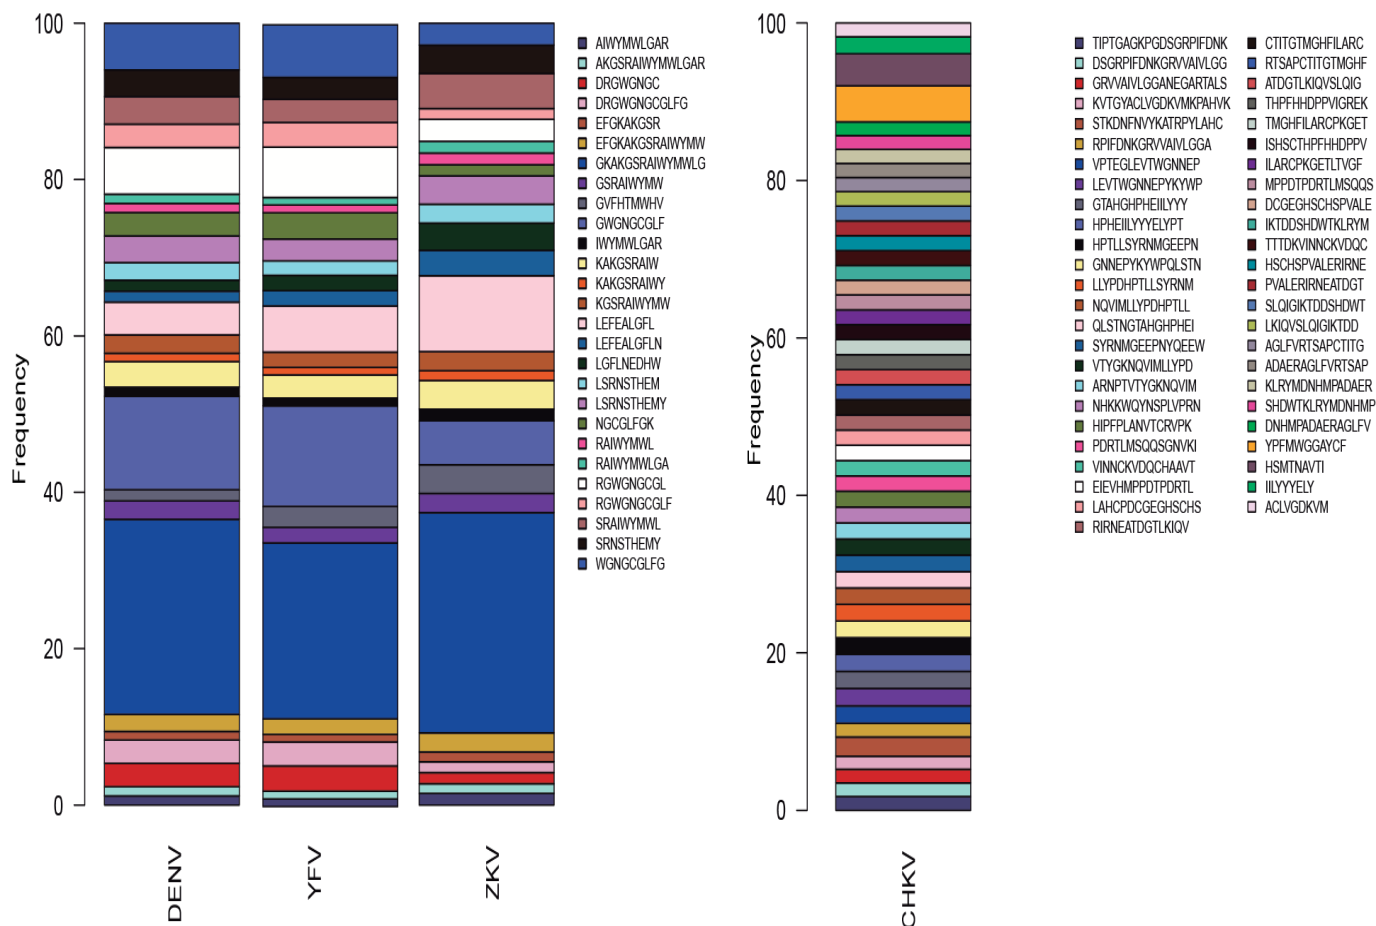 100
80
60
40
20
0
Frequency
DENV
YFV
ZKV
AIWYMWLGAR
AKGSRAIWYMWLGAR
DRGWGNGC
DRGWGNGCGLFG
EFGKAKGSR
EFGKAKGSRAIWYMW
GKAKGSRAIWYMWLG
GSRAIWYMW
GVFHTMWHV
GWGNGCGLF
IWYMWLGAR
KAKGSRAIW
KAKGSRAIWY
KGSRAIWYMW
LEFEALGFL
LEFEALGFLN
LGFLNEDHW
LSRNSTHEM
LSRNSTHEMY
NGCGLFGK
RAIWYMWL
RAIWYMWLGA
RGWGNGCGL
RGWGNGCGLF
SRAIWYMWL
SRNSTHEMY
WGNGCGLFG
100
80
60
40
20
0
Frequency
CHKV
TIPTGAGKPGDSGRPIFDNK
DSGRPIFDNKGRVVAIVLGG
GRVVAIVLGGANEGARTALS
KVTGYACLVGDKVMKPAHVK
STKDNFNVYKATRPYLAHC
RPIFDNKGRVVAIVLGGA
VPTEGLEVTWGNNEP
LEVTWGNNEPYKYWP
GTAHGHPHEIILYYY
HPHEIILYYYELYPT
HPTLLSYRNMGEEPN
GNNEPYKYWPQLSTN
LLYPDHPTLLSYRNM
NQVIMLLYPDHPTLL
QLSTNGTAHGHPHEI
SYRNMGEEPNYQEEW
VTYGKNQVIMLLYPD
ARNPTVTYGKNQVIM
NHKKWQYNSPLVPRN
HIPFPLANVTCRVPK
PDRTLMSQQSGNVKI
VINNCKVDQCHAAVT
EIEVHMPPDTPDRTL
LAHCPDCGEGHSCHS
RIRNEATDGTLKIQV
CTITGTMGHFILARC
RTSAPCTITGTMGHF
ATDGTLKIQVSLQIG
THPFHHDPPVIGREK
TMGHFILARCPKGET
ISHSCTHPFHHDPPV
ILARCPKGETLTVGF
MPPDTPDRTLMSQQS
DCGEGHSCHSPVALE
IKTDDSHDWTKLRYM
TTTDKVINNCKVDQC
HSCHSPVALERIRNE
PVALERIRNEATDGT
SLQIGIKTDDSHDWT
LKIQVSLQIGIKTDD
AGLFVRTSAPCTITG
ADAERAGLFVRTSAP
KLRYMDNHMPADAER
SHDWTKLRYMDNHMP
DNHMPADAERAGLFV
YPFMWGGAYCF
HSMTNAVTI
IILYYYELY
ACLVGDKVM